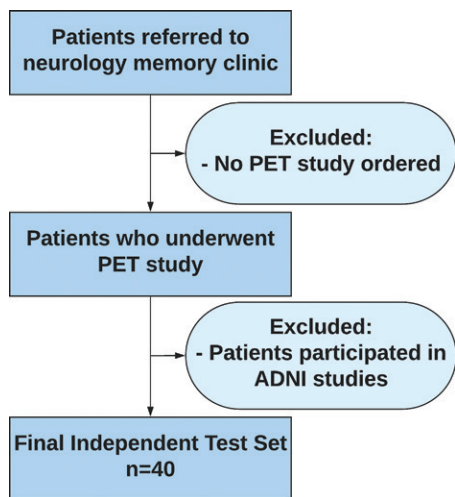 Patients referred to
neurology memory clinic
Excluded:
- No PET study ordered
Patients who underwent
PET study
Excluded:
- Patients participated in
ADNI studies
Final Independent Test Set
n=40